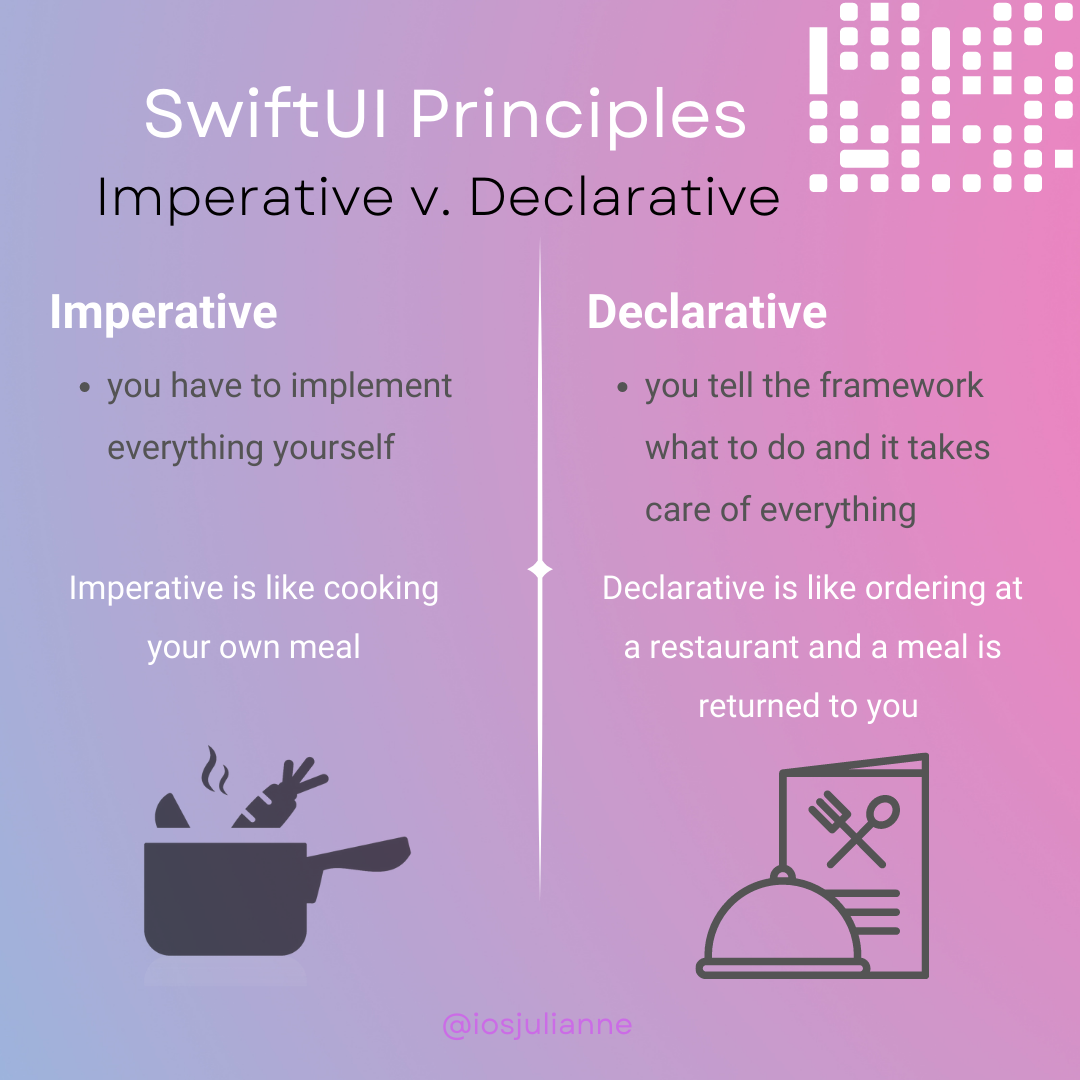 SwiftUI Principles
Imperative v. Declarative
Imperative
• you have to implement
everything yourself
Imperative is like cooking
your own meal
Declarative
• you tell the framework
what to do and it takes
care of everything
Declarative is like ordering at
a restaurant and a meal is
returned to you
@iosjulianne